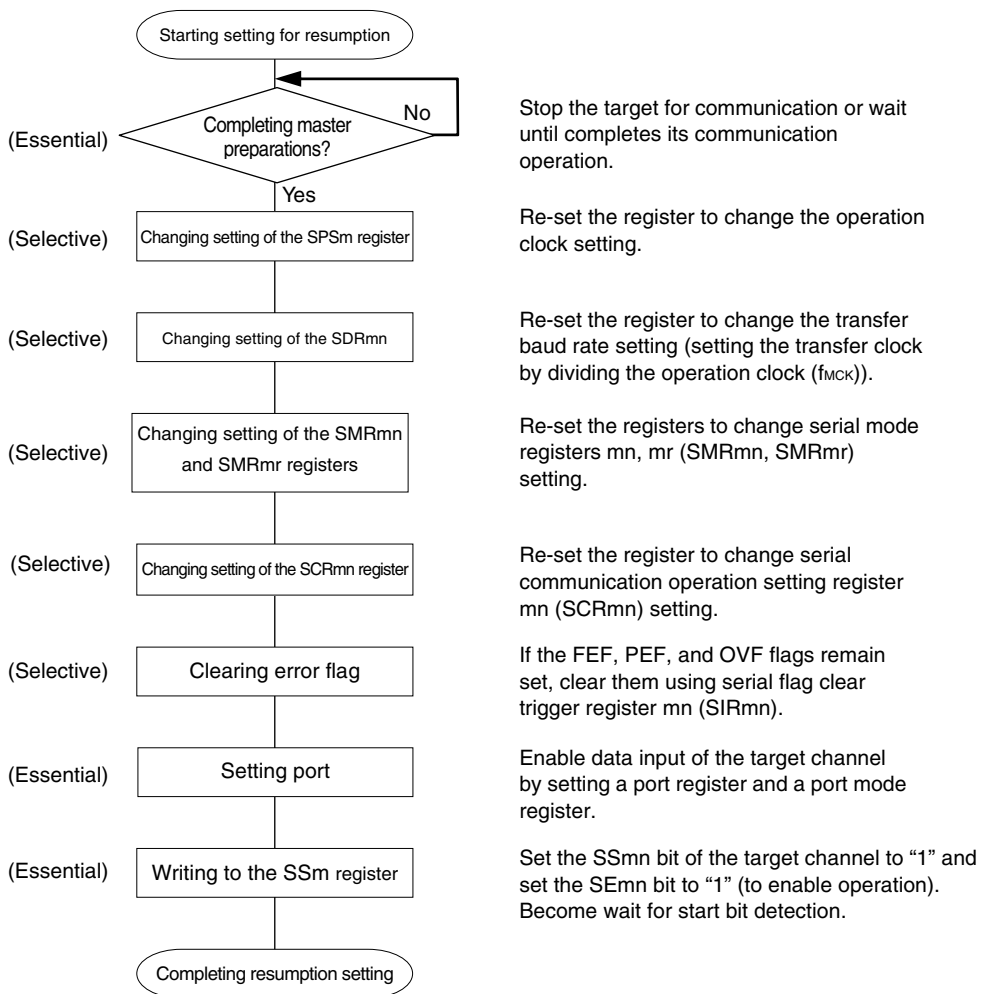 Starting setting for resumption
(Essential)
Completing master
preparations?
No
Yes
Stop the target for communication or wait
until completes its communication
operation.
(Selective)
Changing setting of the SPSm register
Re-set the register to change the operation
clock setting.
(Selective)
Changing setting of the SDRmn
Re-set the register to change the transfer
baud rate setting (setting the transfer clock
by dividing the operation clock (fMCK)).
(Selective)
Changing setting of the SMRmn
and SMRmr registers
Re-set the registers to change serial mode
registers mn, mr (SMRmn, SMRmr)
setting.
(Selective)
Changing setting of the SCRmn register
Re-set the register to change serial
communication operation setting register
mn (SCRmn) setting.
(Selective)
Clearing error flag
If the FEF, PEF, and OVF flags remain
set, clear them using serial flag clear
trigger register mn (SIRmn).
(Essential)
Setting port
Enable data input of the target channel
by setting a port register and a port mode
register.
(Essential)
Writing to the SSm register
Set the SSmn bit of the target channel to “1” and
set the SEmn bit to “1” (to enable operation).
Become wait for start bit detection.
Completing resumption setting